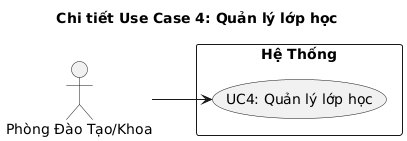 Chi tiết Use Case 4: Quản lý lớp học
Hệ Thống
UC4: Quản lý lớp học
Phòng Đào Tạo/Khoa